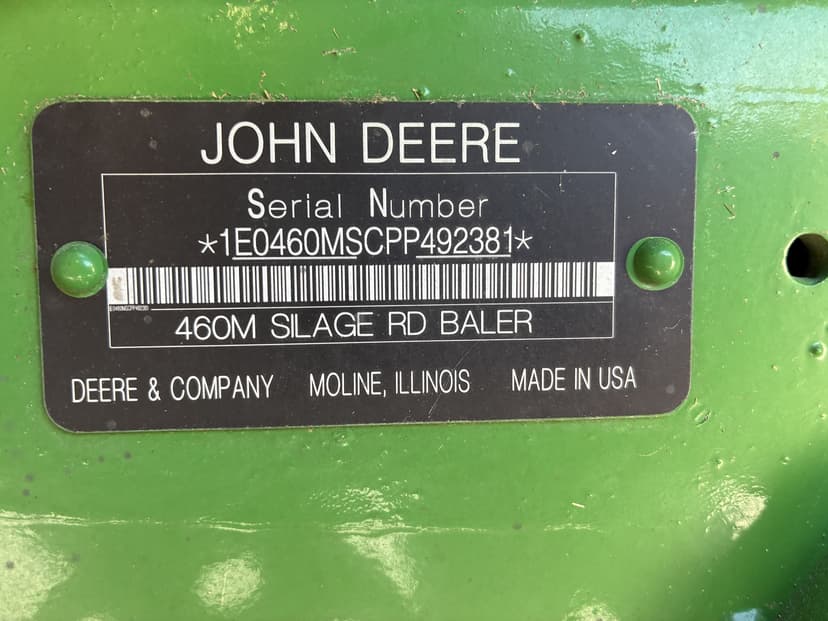 JOHN DEERE
Serial Number
*1E0460MSCPP492381*
460M SILAGE RD BALER
DEERE & COMPANY MOLINE, ILLINOIS MADE IN USA